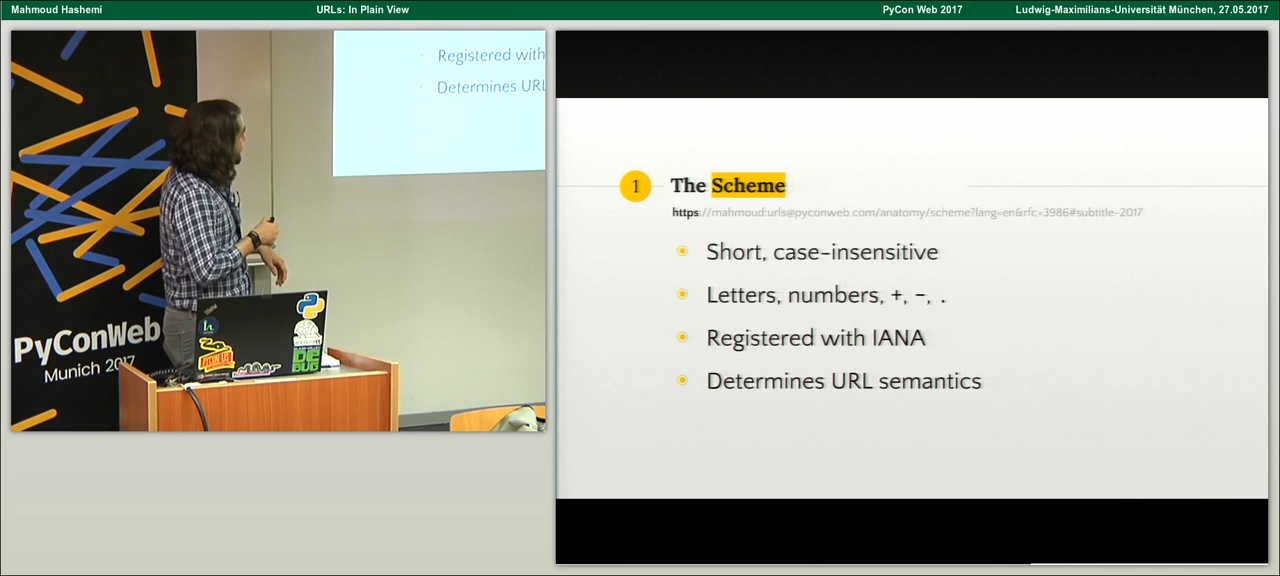 Mahmoud Hashemi
URLs: In Plain View
PyCon Web 2017
Ludwig-Maximilians-Universität München, 27.05.2017
Registered with
Determines URL
PyConWeb
Munich 2017
DE
BUG
1 The Scheme
https://mahmoud:urls@pyconweb.com/anatomy/scheme?lang=en&rfc=3986#subtitle-2017
Short, case-insensitive
Letters, numbers, +, -, .
Registered with IANA
Determines URL semantics